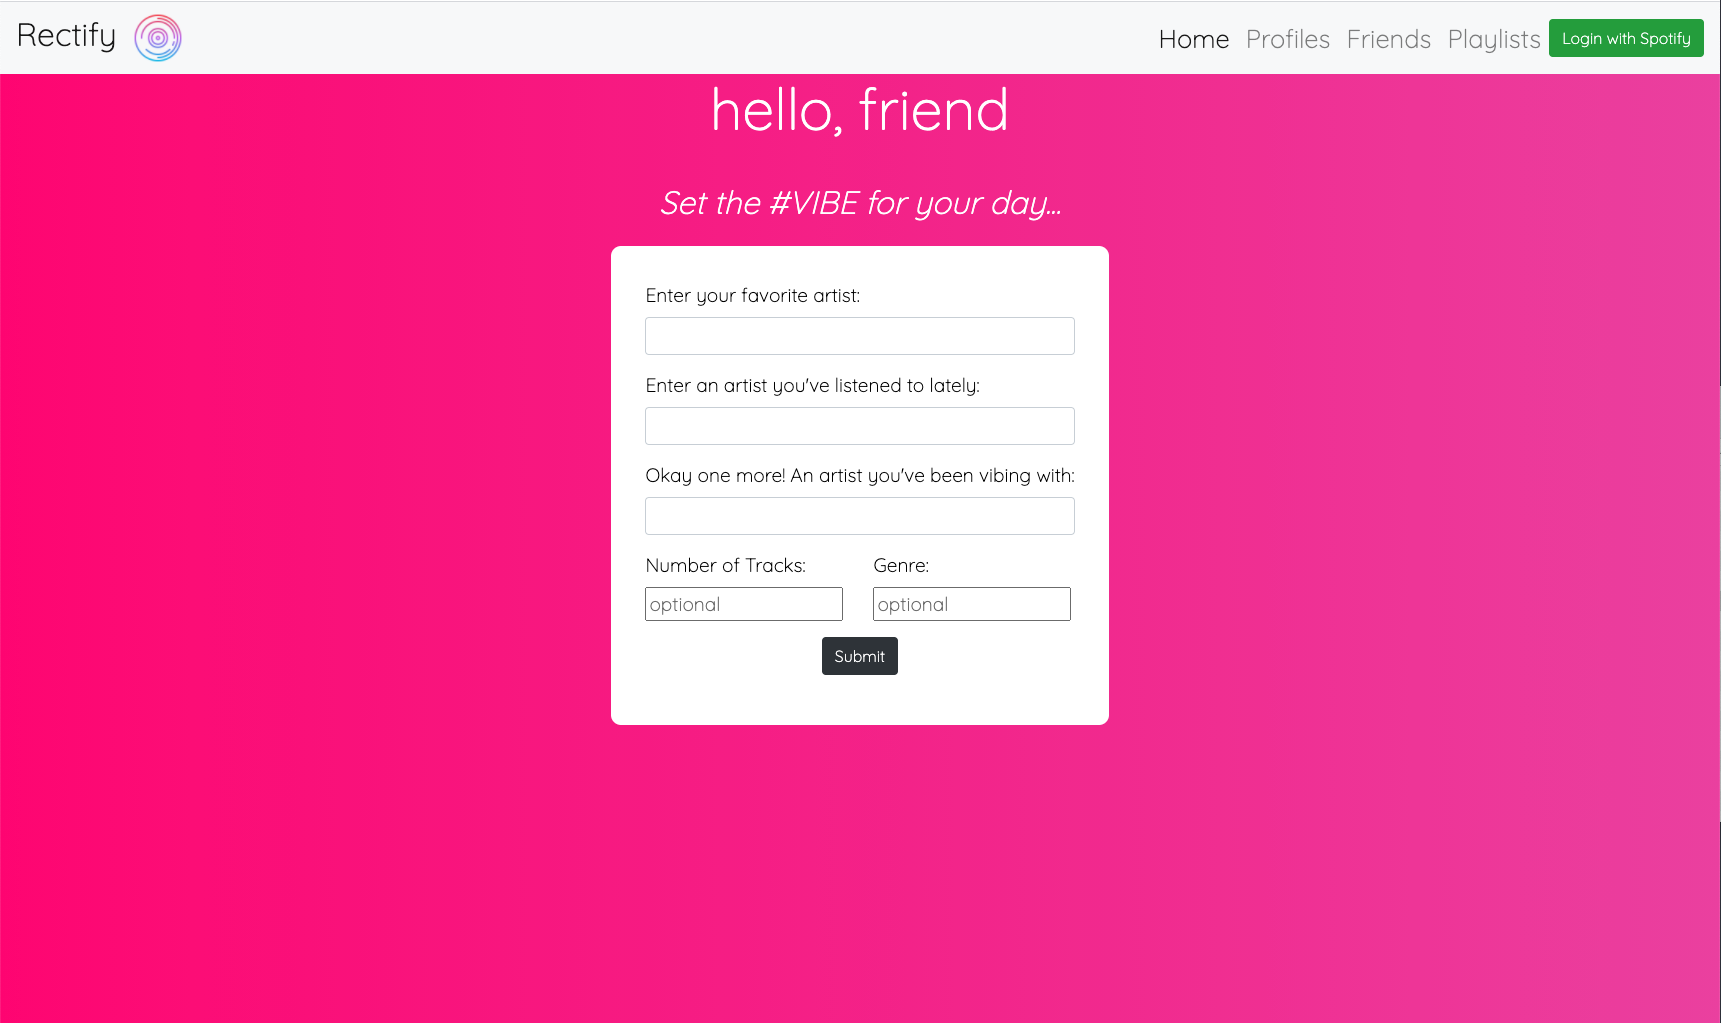 Rectify
Home Profiles Friends Playlists Login with Spotify
hello, friend
Set the #VIBE for your day...
Enter your favorite artist:
Enter an artist you've listened to lately:
Okay one more! An artist you've been vibing with:
Number of Tracks: Genre:
optional optional
Submit